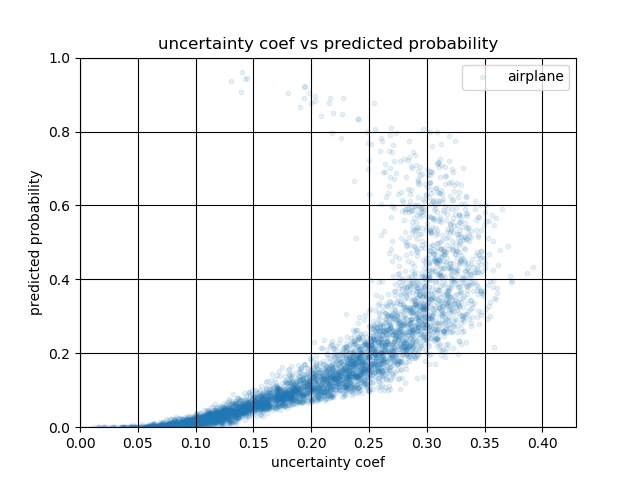 uncertainty coef vs predicted probability
airplane
predicted probability
1.0
0.8
0.6
0.4
0.2
0.0
0.00 0.05 0.10 0.15 0.20 0.25 0.30 0.35 0.40
uncertainty coef